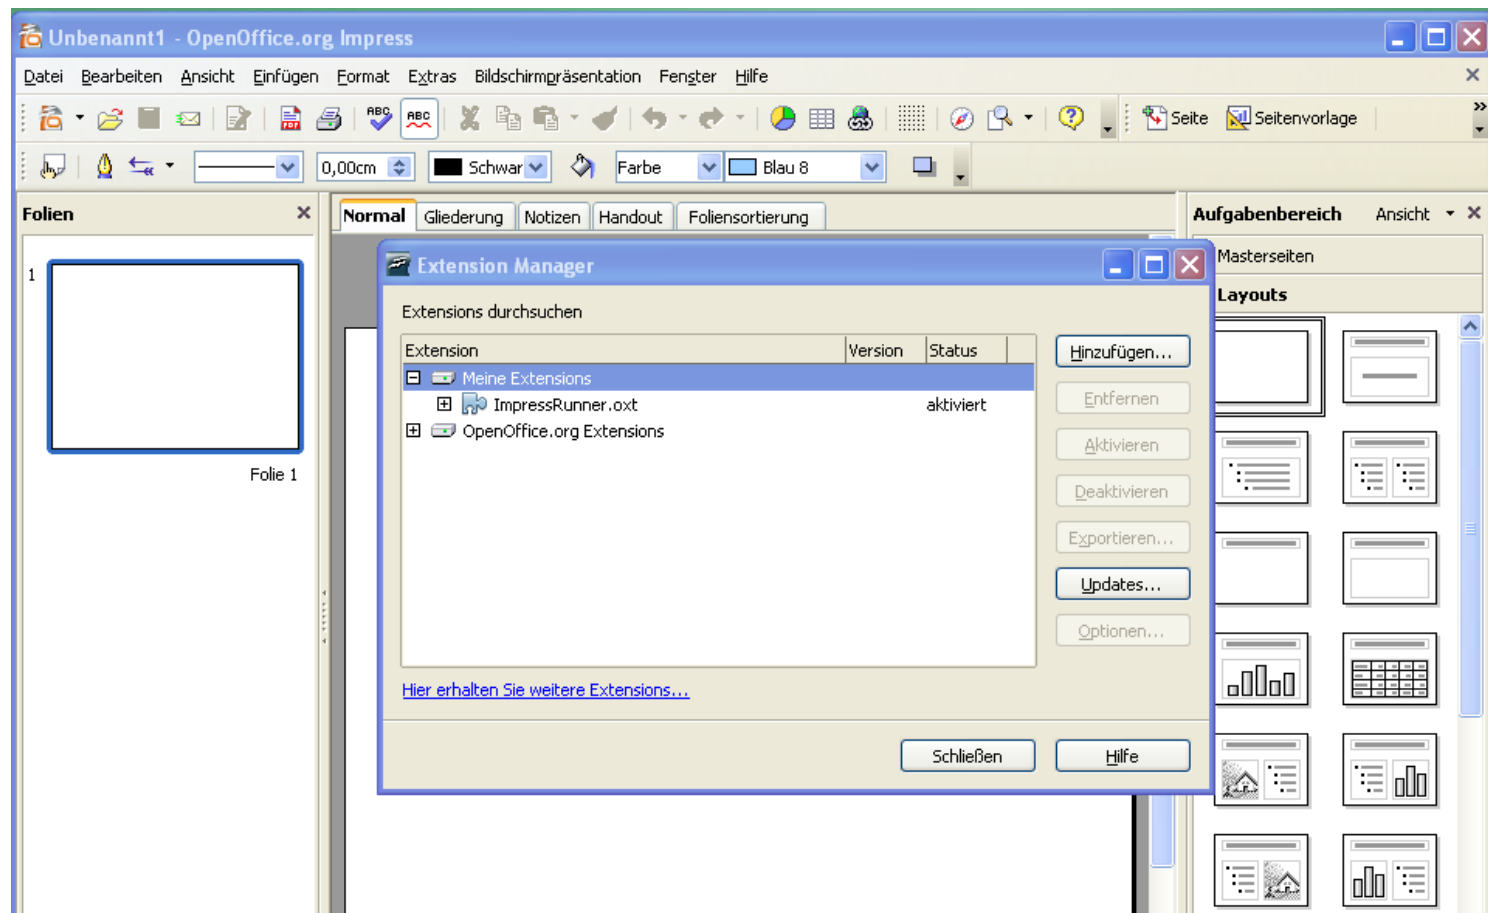 Unbenannt1 - OpenOffice.org Impress
Datei Bearbeiten Ansicht Einfügen Format Extras Bildschirmpräsentation Fenster Hilfe
PDF ABC ABC Seite Seitenvorlage
0,00cm Schwar Farbe Blau 8
Folien
Normal Gliederung Notizen Handout Foliensortierung
Aufgabenbereich Ansicht
Masterseiten
Layouts
1
Folie 1
Extension Manager
Extensions durchsuchen
Extension Version Status
Meine Extensions
ImpressRunner.oxt aktiviert
OpenOffice.org Extensions
Hinzufügen...
Entfernen
Aktivieren
Deaktivieren
Exportieren...
Updates...
Optionen...
Hier erhalten Sie weitere Extensions...
Schließen Hilfe